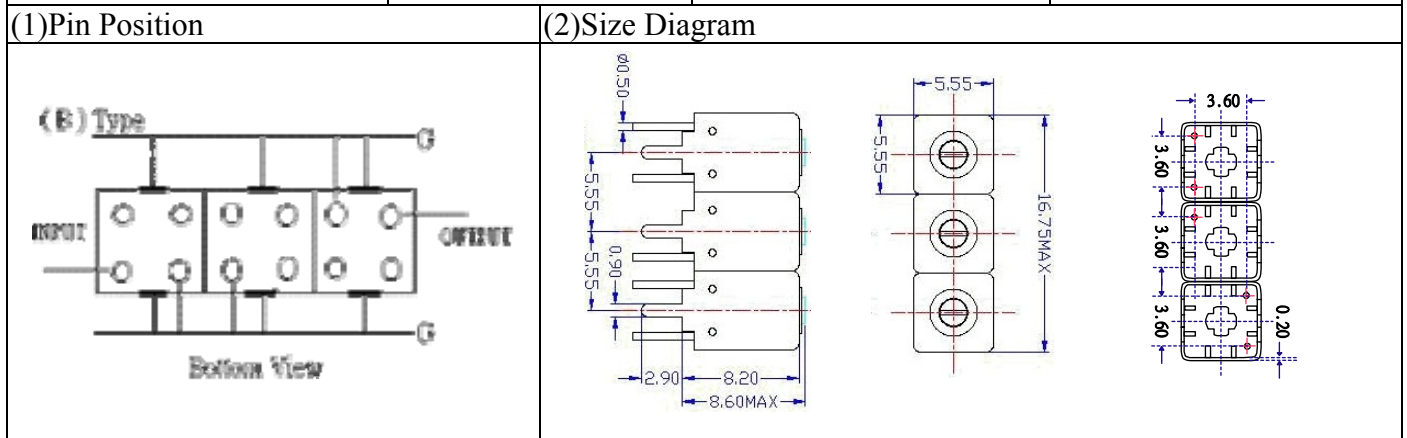 (1)Pin Position
(2)Size Diagram
(B) Type
G
INPUT
OUTPUT
G
Bottom View
Ø0.50
5.55
5.55
0.90
2.90
8.20
8.60MAX
5.55
5.55
16.75MAX
3.60
3.60
3.60
3.60
0.20